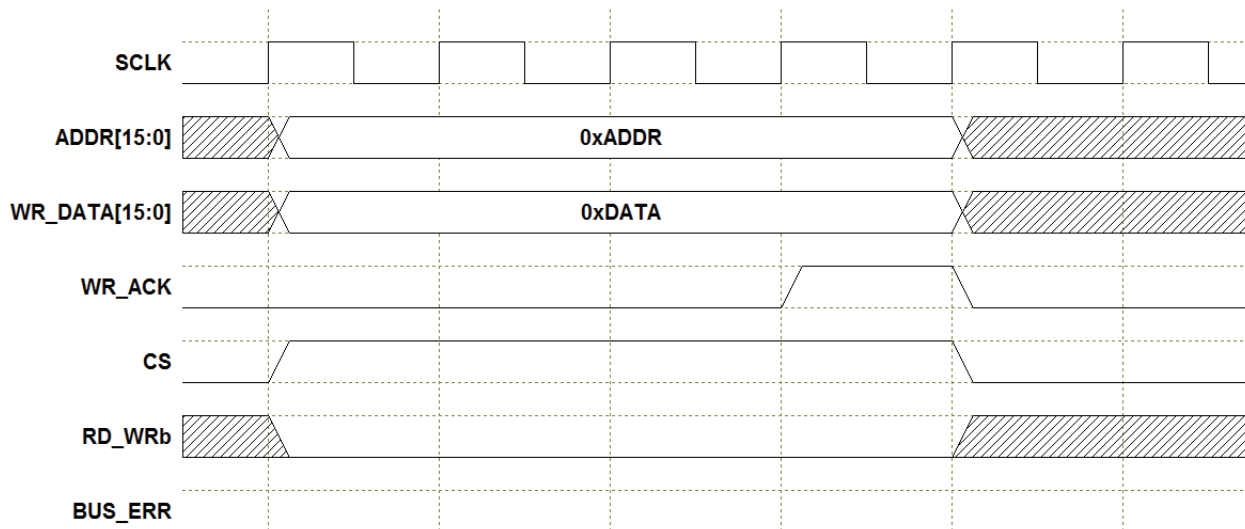 SCLK
ADDR[15:0]
0xADDR
WR_DATA[15:0]
0xDATA
WR_ACK
CS
RD_WRb
BUS_ERR